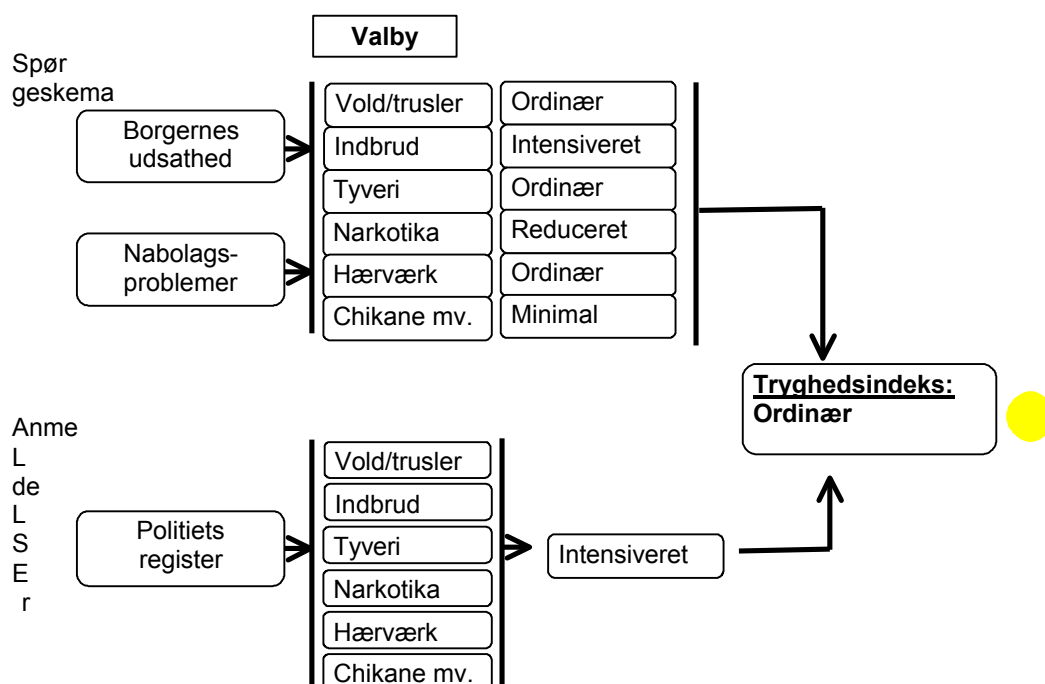 Valby
Spør
geskema
Borgernes
udsathed
Nabolags-
problemer
Vold/trusler
Ordinær
Indbrud
Intensiveret
Tyveri
Ordinær
Narkotika
Reduceret
Hærværk
Ordinær
Chikane mv.
Minimal
Tryghedsindeks:
Ordinær
Anme
L
de
L
S
E
r
Politiets
register
Vold/trusler
Indbrud
Tyveri
Narkotika
Hærværk
Chikane mv.
Intensiveret